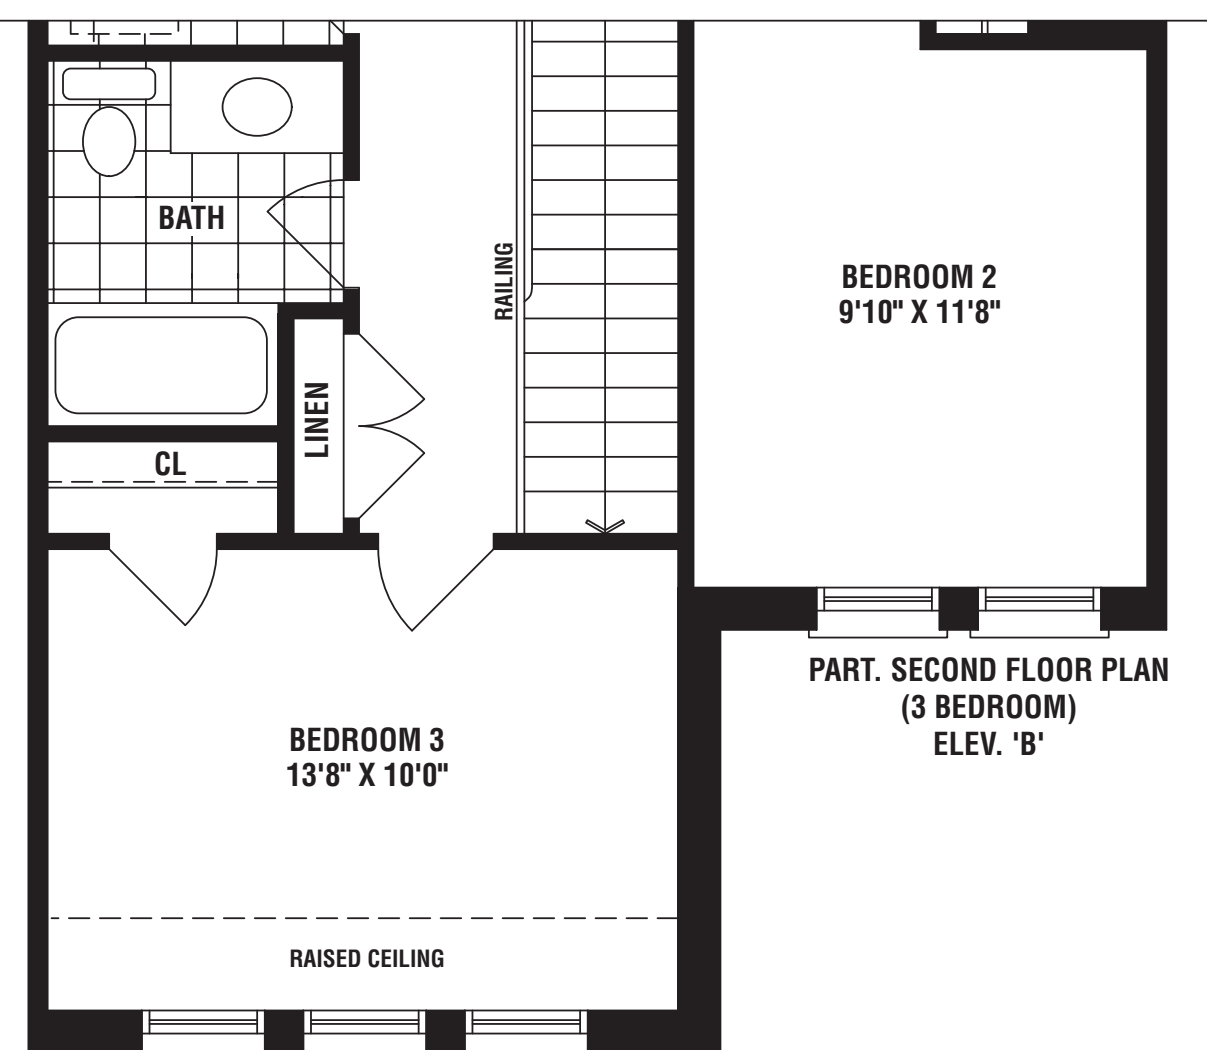 BATH
RAILING
BEDROOM 2
9'10" X 11'8"
LINEN
CL
PART. SECOND FLOOR PLAN
(3 BEDROOM)
ELEV. 'B'
BEDROOM 3
13'8" X 10'0"
RAISED CEILING